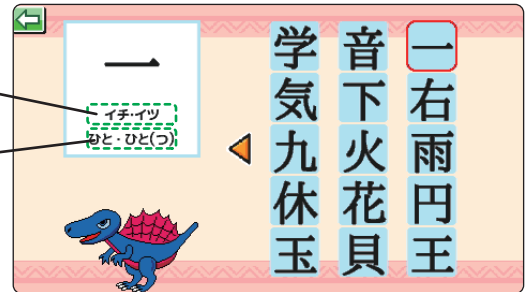 一
イチ・イツ
ひと・ひと(つ)
一右雨円王
音下火花貝
学気九休玉